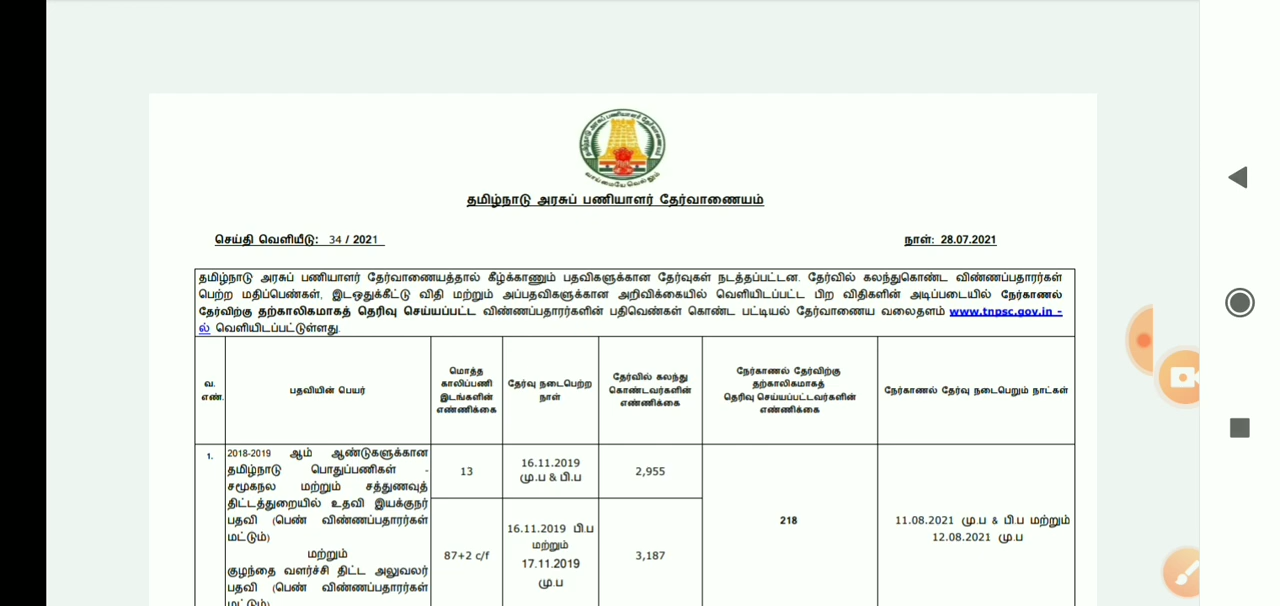 தமிழ்நாடு அரசுப் பணியாளர் தேர்வாணையம்
செய்தி வெளியீடு: 34 / 2021
நாள்: 28.07.2021
தமிழ்நாடு அரசுப் பணியாளர் தேர்வாணையத்தால் கீழ்க்காணும் பதவிகளுக்கான தேர்வுகள் நடத்தப்பட்டன. தேர்வில் கலந்துகொண்ட விண்ணப்பதாரர்கள்
பெற்ற மதிப்பெண்கள், இடஒதுக்கீட்டு விதி மற்றும் அப்பதவிகளுக்கான அறிவிக்கையில் வெளியிடப்பட்ட பிற விதிகளின் அடிப்படையில் நேர்காணல்
தேர்விற்கு தற்காலிகமாகத் தெரிவு செய்யப்பட்ட விண்ணப்பதாரர்களின் பதிவெண்கள் கொண்ட பட்டியல் தேர்வாணைய வலைதளம் www.tnpsc.gov.in -
ல் வெளியிடப்பட்டுள்ளது.
வ.
எண்.
பதவியின் பெயர்
மொத்த
காலிப்பணி
இடங்களின்
எண்ணிக்கை
தேர்வு நடைபெற்ற
நாள்
தேர்வில் கலந்து
கொண்டவர்களின்
எண்ணிக்கை
நேர்காணல் தேர்விற்கு
தற்காலிகமாகத்
தெரிவு செய்யப்பட்டவர்களின்
எண்ணிக்கை
நேர்காணல் தேர்வு நடைபெறும் நாட்கள்
1.
2018-2019 ஆம் ஆண்டுகளுக்கான
தமிழ்நாடு பொதுப்பணிகள் -
சமூகநல மற்றும் சத்துணவுத்
திட்டத்துறையில் உதவி இயக்குநர்
பதவி (பெண் விண்ணப்பதாரர்கள்
மட்டும்)
மற்றும்
குழந்தை வளர்ச்சி திட்ட அலுவலர்
பதவி (பெண் விண்ணப்பதாரர்கள்
மட்டும்)
13
16.11.2019
மு.ப & பி.ப
2,955
87+2 c/f
16.11.2019 பி.ப
மற்றும்
17.11.2019
மு.ப
3,187
218
11.08.2021 மு.ப & பி.ப மற்றும்
12.08.2021 மு.ப